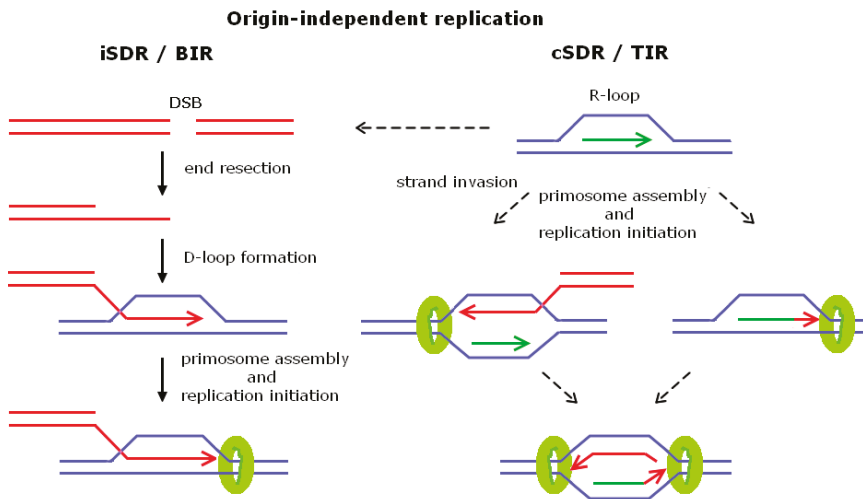 Origin-independent replication
iSDR / BIR
cSDR / TIR
DSB
R-loop
end resection
strand invasion
primosome assembly
and
replication initiation
D-loop formation
primosome assembly
and
replication initiation